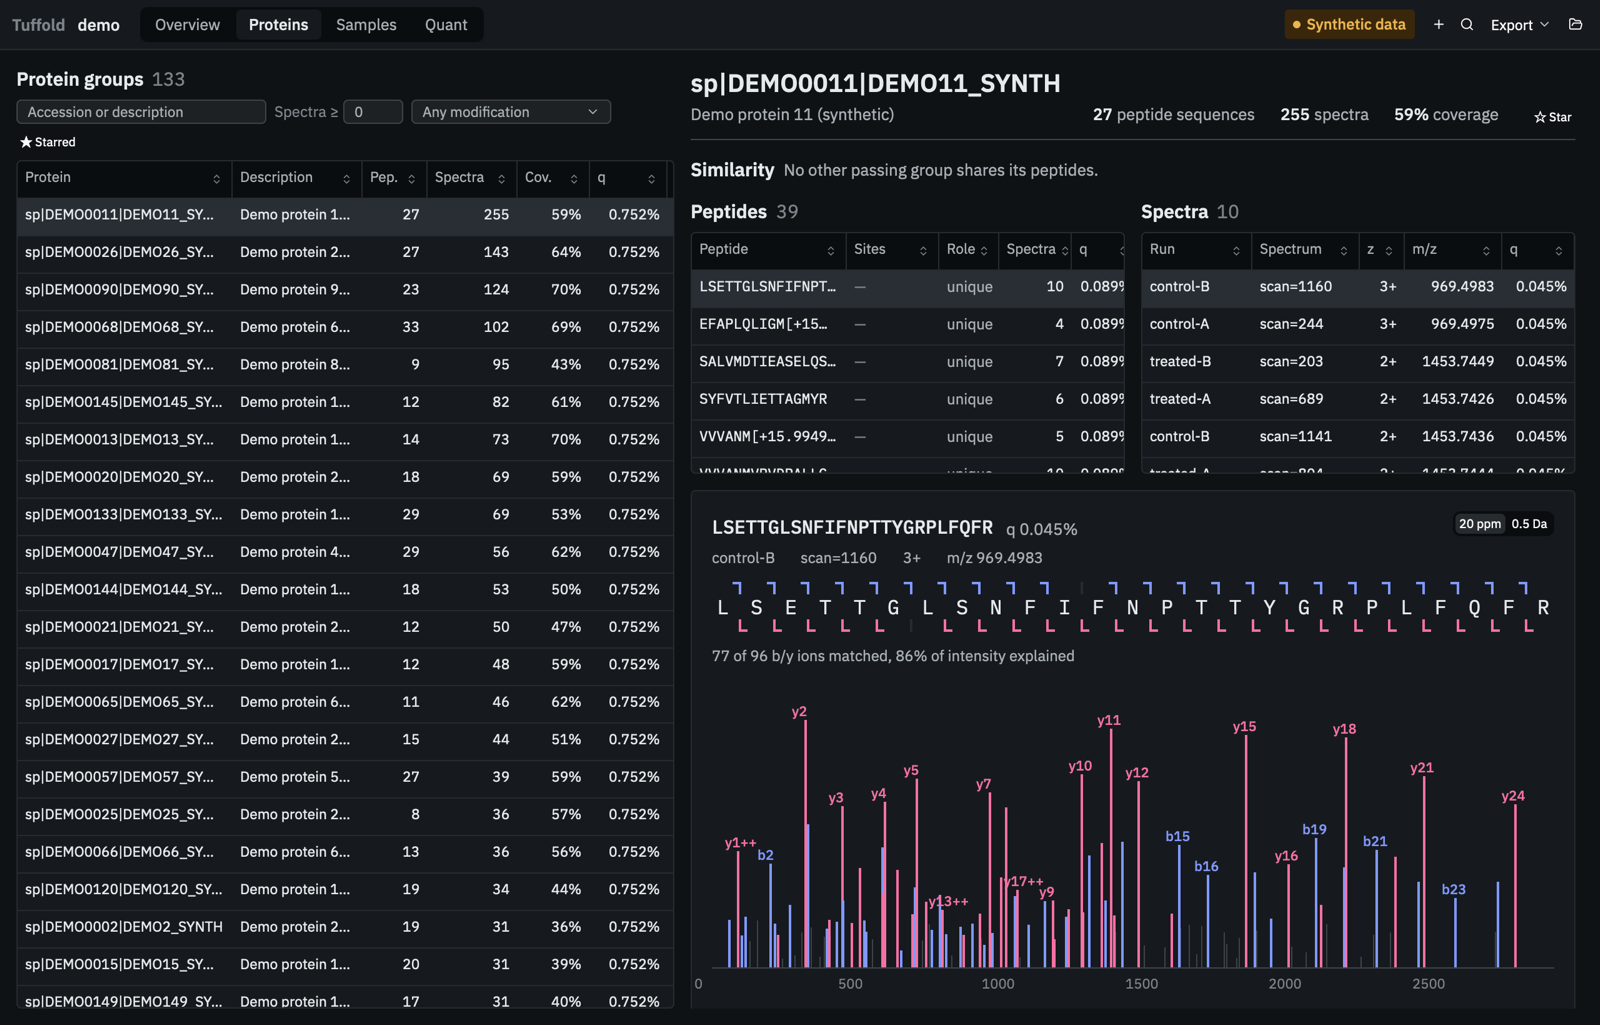 Tuffold demo Overview Proteins Samples Quant Synthetic data + Export
Protein groups 133
Accession or description Spectra ≥ 0 Any modification
★ Starred
Protein Description Pep. Spectra Cov. q
sp|DEMO0011|DEMO11_SY... Demo protein 1... 27 255 59% 0.752%
sp|DEMO0026|DEMO26_SY... Demo protein 2... 27 143 64% 0.752%
sp|DEMO0090|DEMO90_SY... Demo protein 9... 23 124 70% 0.752%
sp|DEMO0068|DEMO68_SY... Demo protein 6... 33 102 69% 0.752%
sp|DEMO0081|DEMO81_SY... Demo protein 8... 9 95 43% 0.752%
sp|DEMO0145|DEMO145_SY... Demo protein 1... 12 82 61% 0.752%
sp|DEMO0013|DEMO13_SY... Demo protein 1... 14 73 70% 0.752%
sp|DEMO0020|DEMO20_SY... Demo protein 2... 18 69 59% 0.752%
sp|DEMO0133|DEMO133_SY... Demo protein 1... 29 69 53% 0.752%
sp|DEMO0047|DEMO47_SY... Demo protein 4... 29 56 62% 0.752%
sp|DEMO0144|DEMO144_SY... Demo protein 1... 18 53 50% 0.752%
sp|DEMO0021|DEMO21_SY... Demo protein 2... 12 50 47% 0.752%
sp|DEMO0017|DEMO17_SY... Demo protein 1... 12 48 59% 0.752%
sp|DEMO0065|DEMO65_SY... Demo protein 6... 11 46 62% 0.752%
sp|DEMO0027|DEMO27_SY... Demo protein 2... 15 44 51% 0.752%
sp|DEMO0057|DEMO57_SY... Demo protein 5... 27 39 59% 0.752%
sp|DEMO0025|DEMO25_SY... Demo protein 2... 8 36 57% 0.752%
sp|DEMO0066|DEMO66_SY... Demo protein 6... 13 36 56% 0.752%
sp|DEMO0120|DEMO120_SY... Demo protein 1... 19 34 44% 0.752%
sp|DEMO0002|DEMO2_SYNTH Demo protein 2... 19 31 36% 0.752%
sp|DEMO0015|DEMO15_SY... Demo protein 1... 20 31 39% 0.752%
sp|DEMO0149|DEMO149_SY... Demo protein 1... 17 31 40% 0.752%
sp|DEMO0011|DEMO11_SYNTH
Demo protein 11 (synthetic) 27 peptide sequences 255 spectra 59% coverage ☆ Star
Similarity No other passing group shares its peptides.
Peptides 39
Peptide Sites Role Spectra q
LSETTGLSNFIFNPT... — unique 10 0.089%
EFAPLQLIGM[+15... — unique 4 0.089%
SALVMDTIEASELQS... — unique 7 0.089%
SYFVTLIETTAGMYR — unique 6 0.089%
VVVANM[+15.9949... — unique 5 0.089%
Spectra 10
Run Spectrum z m/z q
control-B scan=1160 3+ 969.4983 0.045%
control-A scan=244 3+ 969.4975 0.045%
treated-B scan=203 2+ 1453.7449 0.045%
treated-A scan=689 2+ 1453.7426 0.045%
control-B scan=1141 2+ 1453.7436 0.045%
LSETTGLSNFIFNPTTYGRPLFQFR q 0.045% 20 ppm 0.5 Da
control-B scan=1160 3+ m/z 969.4983
L S E T T G L S N F I F N P T T Y G R P L F Q F R
77 of 96 b/y ions matched, 86% of intensity explained
y2 y11 y15 y18
y3 y4 y5 y7 y10 y12 y21 y24
y1++ b2 b15 b16 y16 b19 b21 b23
y13++ y17++ y9
0 500 1000 1500 2000 2500